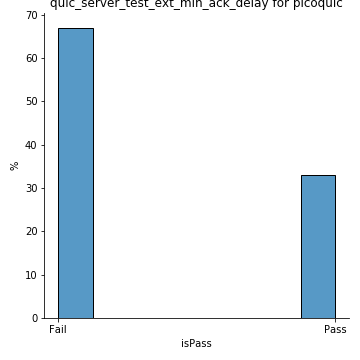 quic_server_test_ext_min_ack_delay for picoquic
70
60
50
40
30
20
10
0
%
Fail
Pass
isPass